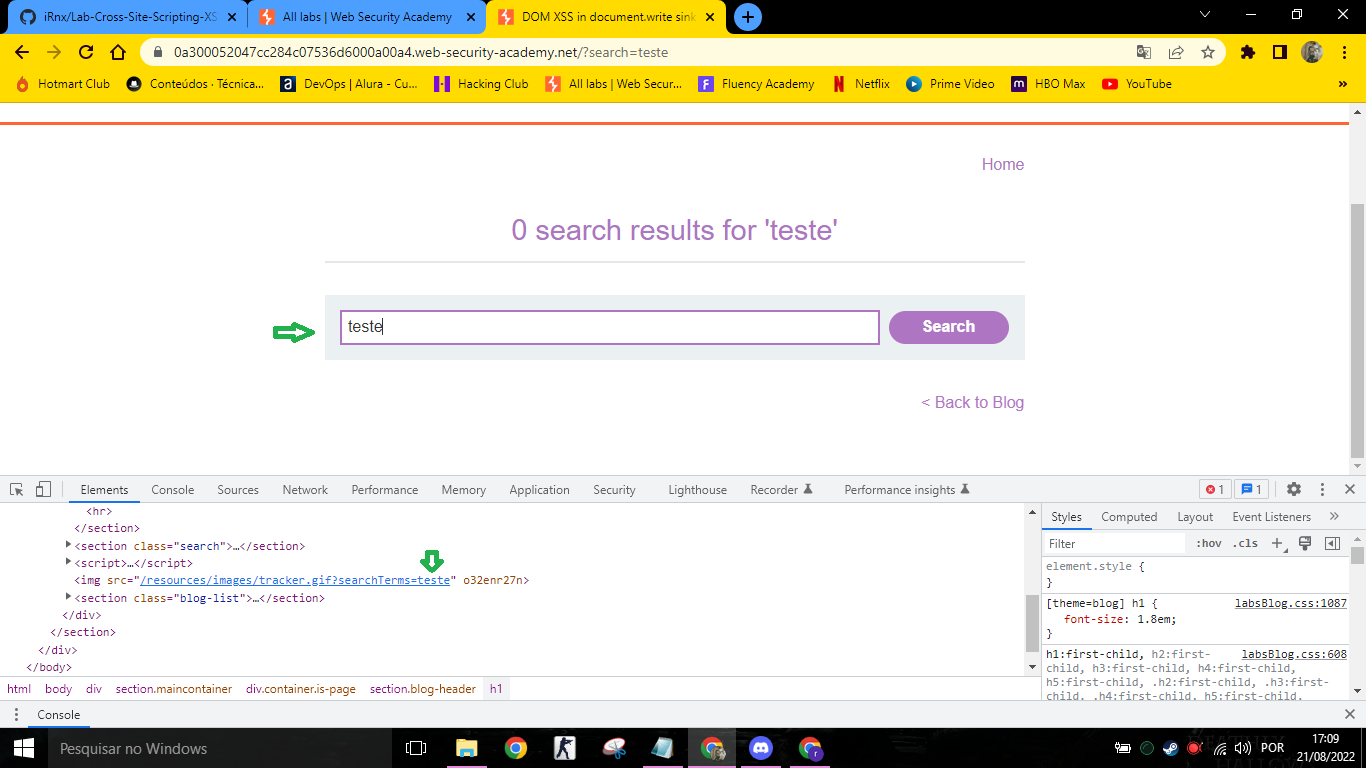 iRnx/Lab-Cross-Site-Scripting-XS
All labs | Web Security Academy
DOM XSS in document.write sink
0a300052047cc284c07536d6000a00a4.web-security-academy.net/?search=teste
Hotmart Club
Conteúdos · Técnica...
DevOps | Alura - Cu...
Hacking Club
All labs | Web Secur...
Fluency Academy
Netflix
Prime Video
HBO Max
YouTube
»
Home
0 search results for 'teste'
teste
Search
< Back to Blog
Elements Console Sources Network Performance Memory Application Security Lighthouse Recorder Performance insights 1 1
<hr>
</section>
<section class="search">…</section>
<script>…</script>
<img src="/resources/images/tracker.gif?searchTerms=teste" o32enr27n>
<section class="blog-list">…</section>
</div>
</section>
</div>
</body>
html body div section.maincontainer div.container.is-page section.blog-header h1
Styles Computed Layout Event Listeners »
Filter :hov .cls +
element.style {
}
[theme=blog] h1 { labsBlog.css:1087
font-size: 1.8em;
}
h1:first-child, h2:first- labsBlog.css:608
child, h3:first-child, h4:first-child,
h5:first-child, .h2:first-child, .h3:first-
child, .h4:first-child, h5:first-child,
Console
Pesquisar no Windows
POR
17:09
21/08/2022